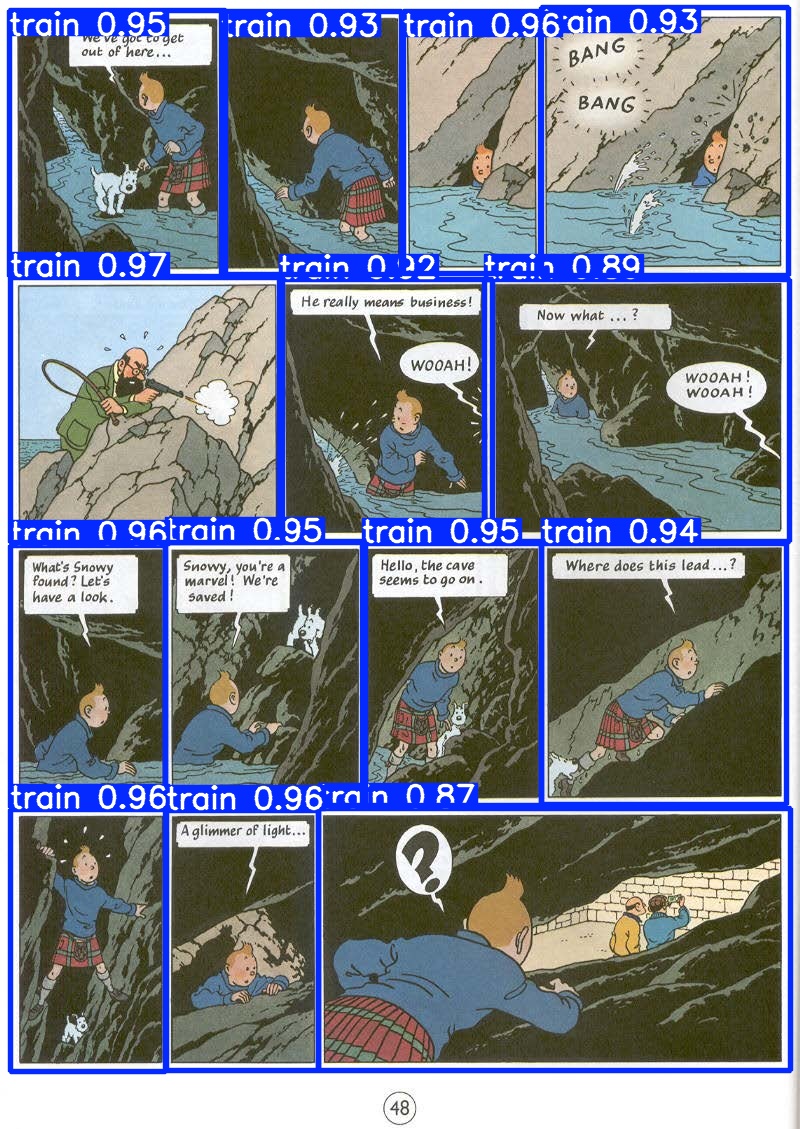 train 0.95
We've got to get
out of here...
train 0.93
train 0.96
train 0.93
BANG
BANG
train 0.97
train 0.92
He really means business!
WOOAH!
train 0.89
Now what ...?
WOOAH!
WOOAH!
train 0.96
What's Snowy
found? Let's
have a look.
train 0.95
Snowy, you're a
marvel! We're
saved!
train 0.95
Hello, the cave
seems to go on.
train 0.94
Where does this lead...?
train 0.96
train 0.96
A glimmer of light...
train 0.87
?
48